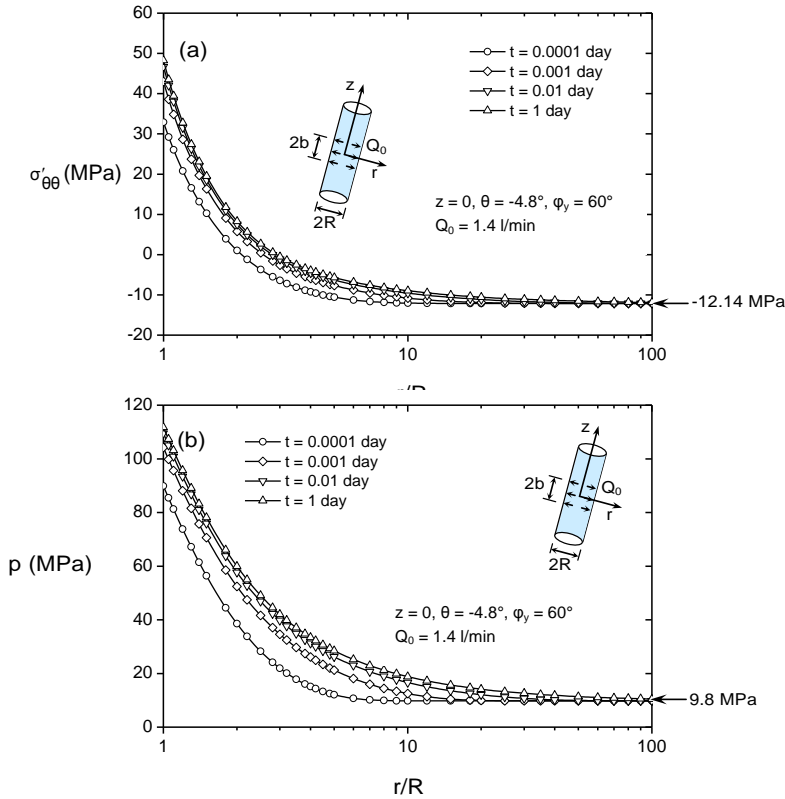 (a)
60
50
40
30
20
10
0
-10
-20
σ′θθ (MPa)
t = 0.0001 day
t = 0.001 day
t = 0.01 day
t = 1 day
z
2b
Q₀
r
2R
z = 0, θ = -4.8°, φy = 60°
Q₀ = 1.4 l/min
-12.14 MPa
1 10 100
r/R
(b)
120
100
80
60
40
20
0
p (MPa)
t = 0.0001 day
t = 0.001 day
t = 0.01 day
t = 1 day
z
2b
Q₀
r
2R
z = 0, θ = -4.8°, φy = 60°
Q₀ = 1.4 l/min
9.8 MPa
1 10 100
r/R